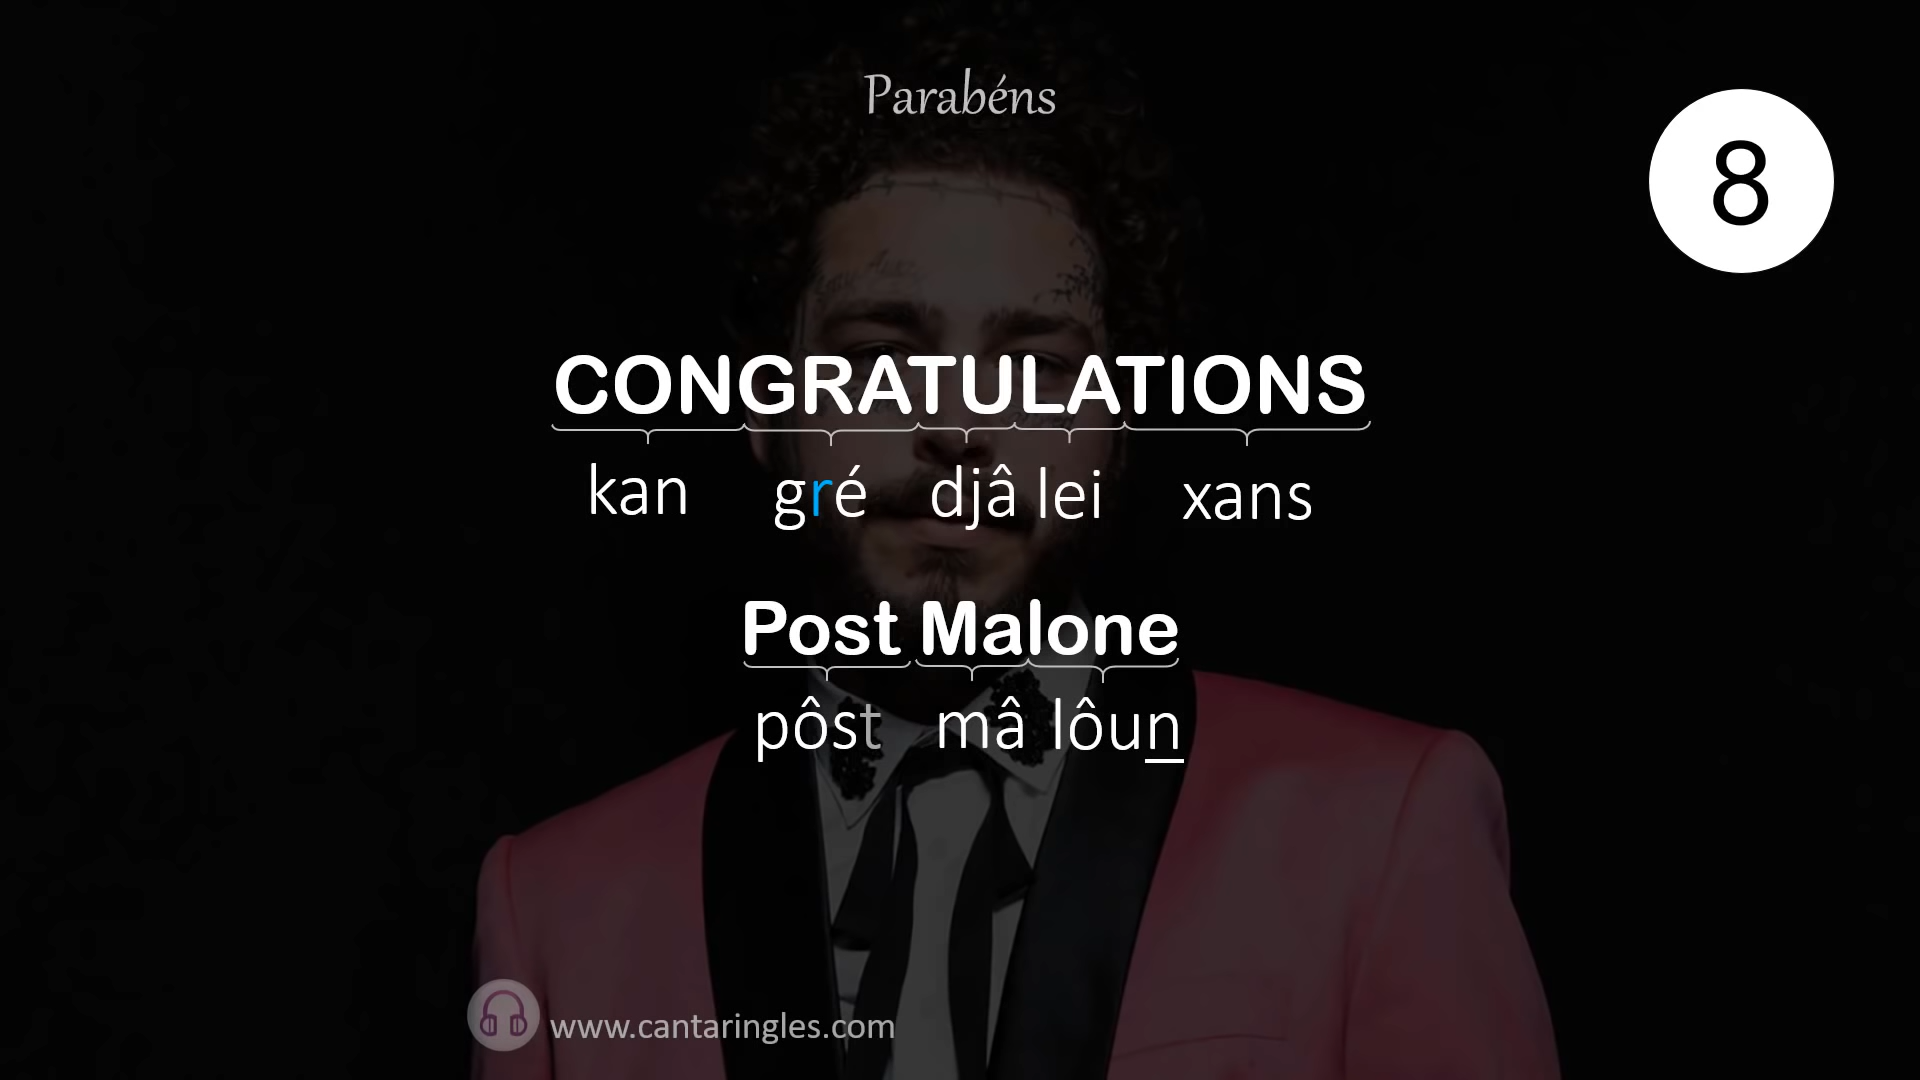 Parabéns
8
CONGRATULATIONS
kan gré djâ lei xans
Post Malone
pôst mâ lôun
www.cantaringles.com